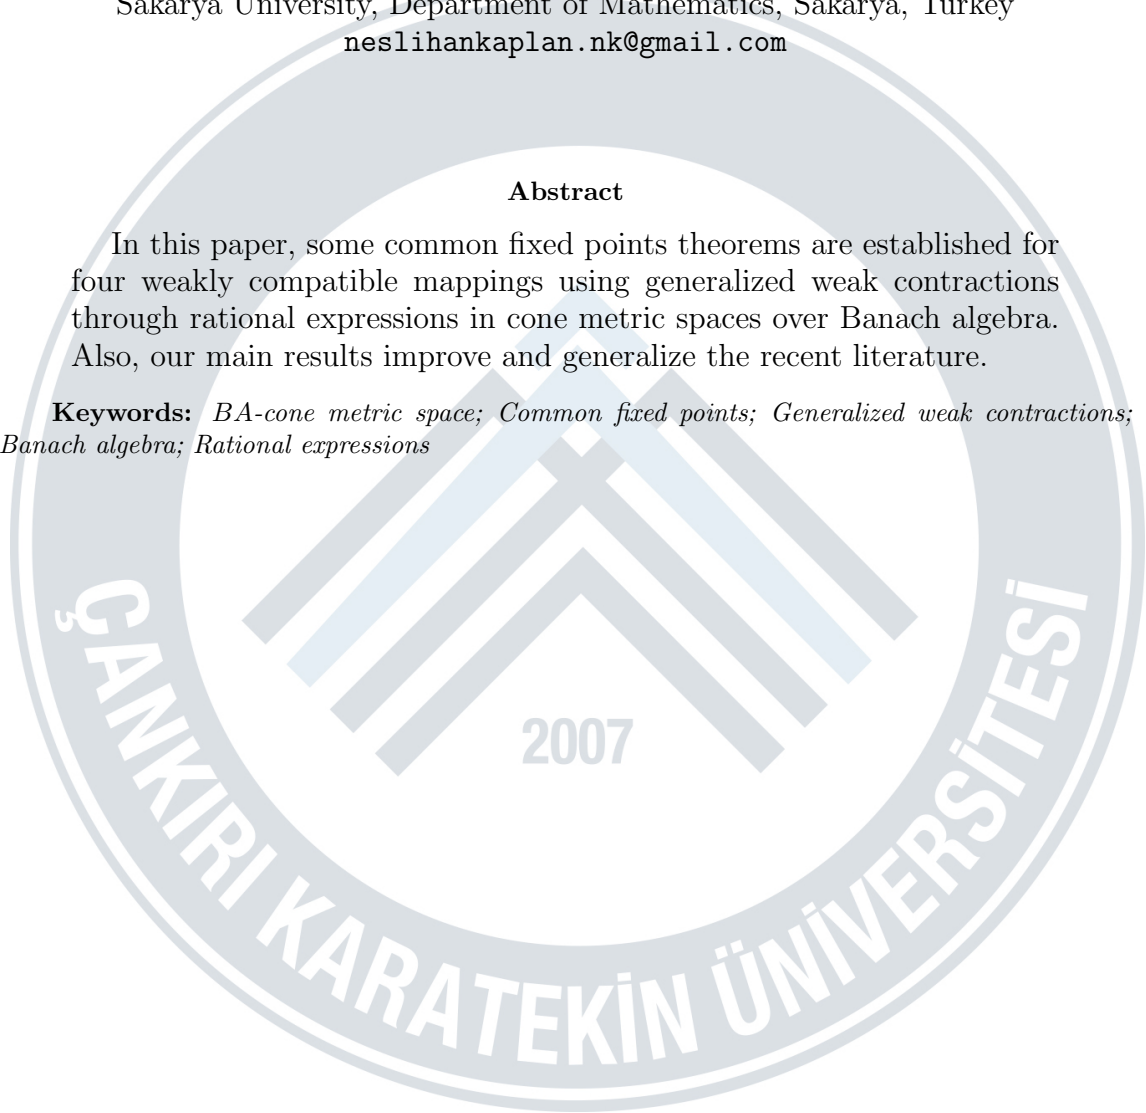 Sakarya University, Department of Mathematics, Sakarya, Turkey
neslihankaplan.nk@gmail.com
Abstract
In this paper, some common fixed points theorems are established for
four weakly compatible mappings using generalized weak contractions
through rational expressions in cone metric spaces over Banach algebra.
Also, our main results improve and generalize the recent literature.
Keywords: BA-cone metric space; Common fixed points; Generalized weak contractions;
Banach algebra; Rational expressions
2007
ÇANKIRI KARATEKİN ÜNİVERSİTESİ